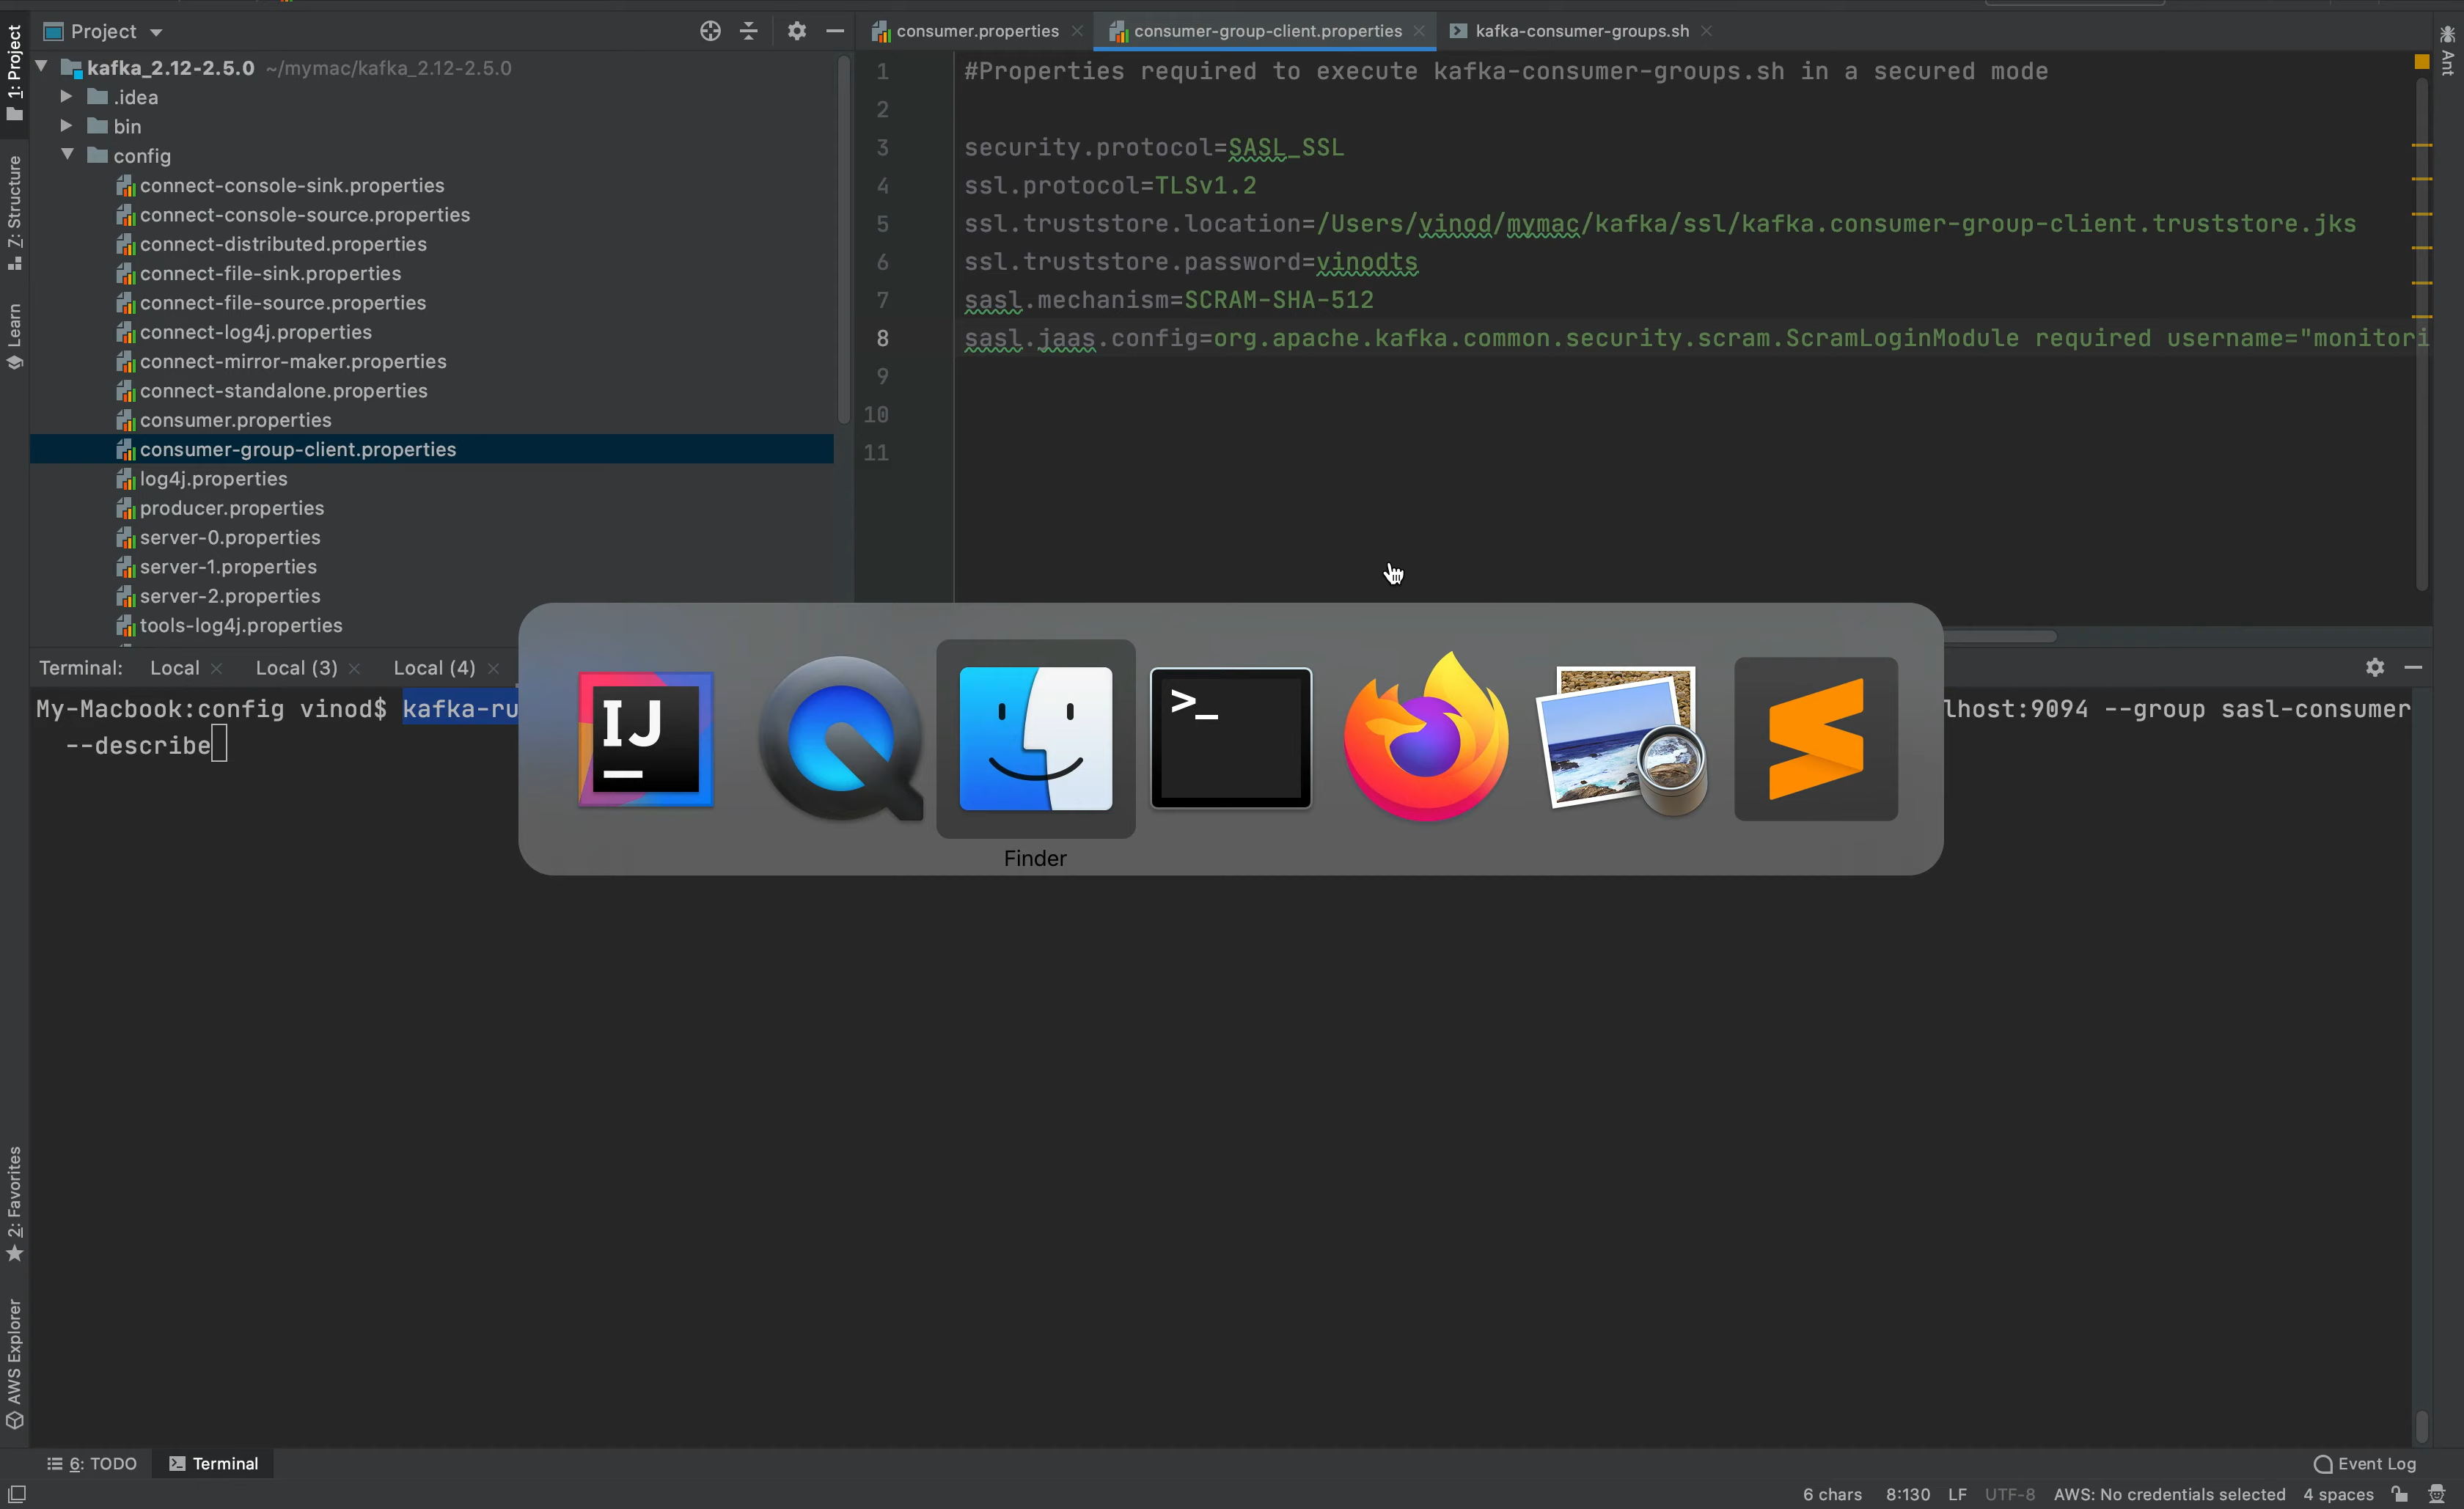 Project
consumer.properties
consumer-group-client.properties
kafka-consumer-groups.sh
1: Project
7: Structure
Learn
2: Favorites
AWS Explorer
Ant
kafka_2.12-2.5.0 ~/mymac/kafka_2.12-2.5.0
.idea
bin
config
connect-console-sink.properties
connect-console-source.properties
connect-distributed.properties
connect-file-sink.properties
connect-file-source.properties
connect-log4j.properties
connect-mirror-maker.properties
connect-standalone.properties
consumer.properties
consumer-group-client.properties
log4j.properties
producer.properties
server-0.properties
server-1.properties
server-2.properties
tools-log4j.properties
1 #Properties required to execute kafka-consumer-groups.sh in a secured mode
2
3 security.protocol=SASL_SSL
4 ssl.protocol=TLSv1.2
5 ssl.truststore.location=/Users/vinod/mymac/kafka/ssl/kafka.consumer-group-client.truststore.jks
6 ssl.truststore.password=vinodts
7 sasl.mechanism=SCRAM-SHA-512
8 sasl.jaas.config=org.apache.kafka.common.security.scram.ScramLoginModule required username="monitori
9
10
11
Terminal: Local Local (3) Local (4)
My-Macbook:config vinod$ kafka-ru lhost:9094 --group sasl-consumer
--describe
IJ
>_
Finder
6: TODO
Terminal
Event Log
6 chars 8:130 LF UTF-8 AWS: No credentials selected 4 spaces